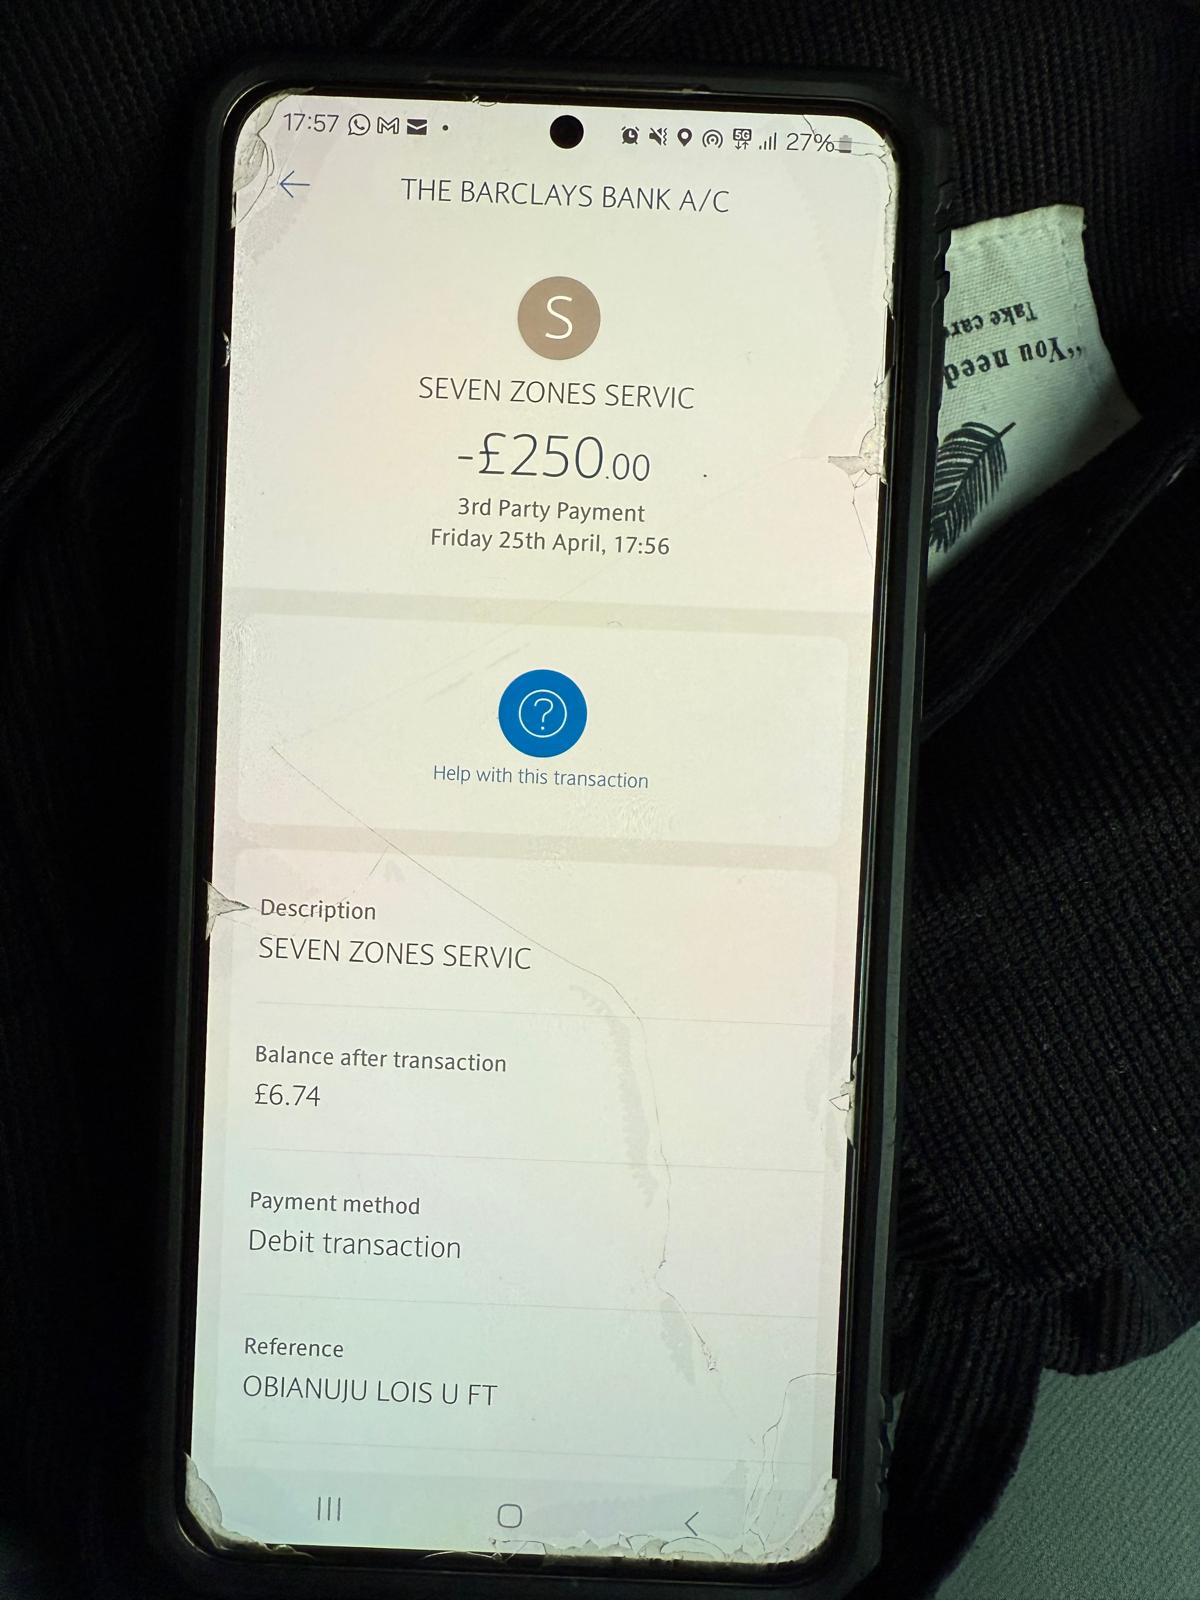 17:57
5G
27%
THE BARCLAYS BANK A/C
S
SEVEN ZONES SERVIC
-£250.00
3rd Party Payment
Friday 25th April, 17:56
?
Help with this transaction
Description
SEVEN ZONES SERVIC
Balance after transaction
£6.74
Payment method
Debit transaction
Reference
OBIANUJU LOIS U FT
"You need
Take care